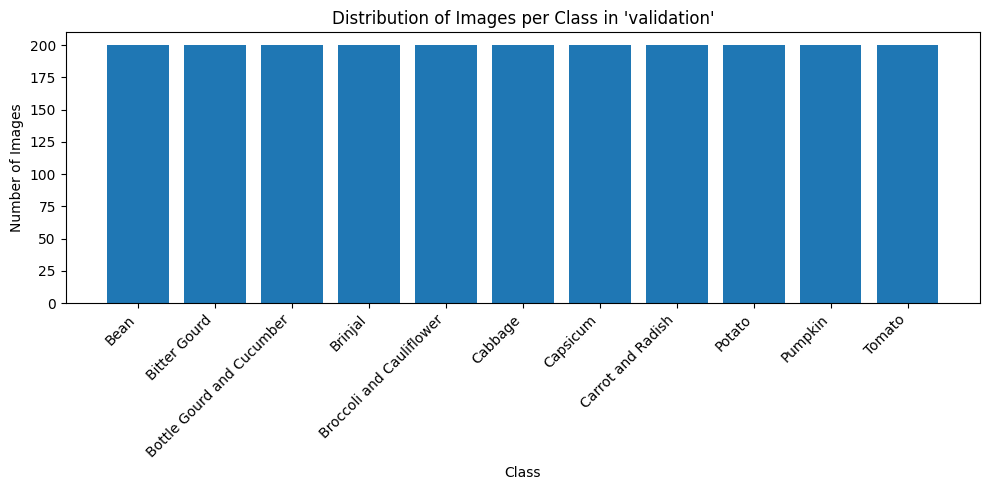 Distribution of Images per Class in 'validation'
Number of Images
200
175
150
125
100
75
50
25
0
Bean
Bitter Gourd
Bottle Gourd and Cucumber
Brinjal
Broccoli and Cauliflower
Cabbage
Capsicum
Carrot and Radish
Potato
Pumpkin
Tomato
Class